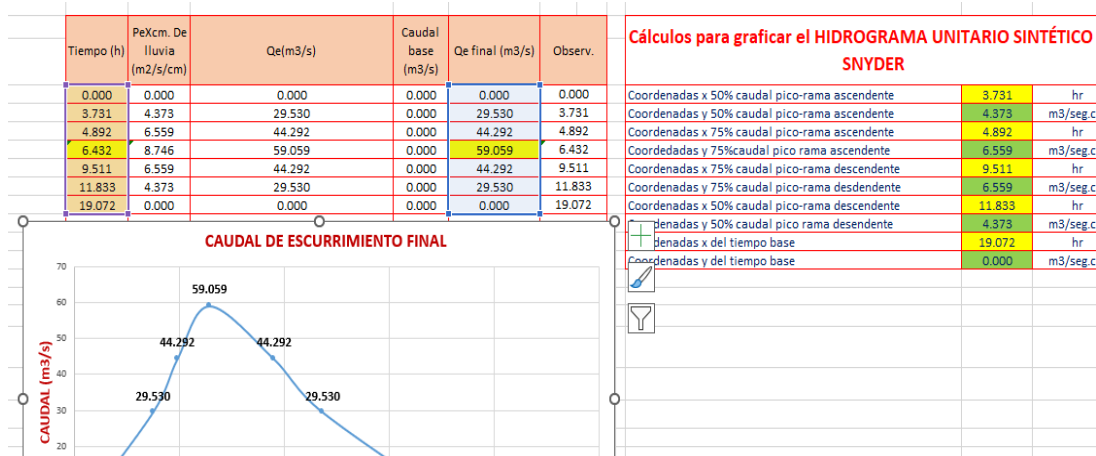 Tiempo (h) PeXcm. De lluvia (m2/s/cm) Qe(m3/s) Caudal base (m3/s) Qe final (m3/s) Observ.
0.000 0.000 0.000 0.000 0.000 0.000
3.731 4.373 29.530 0.000 29.530 3.731
4.892 6.559 44.292 0.000 44.292 4.892
6.432 8.746 59.059 0.000 59.059 6.432
9.511 6.559 44.292 0.000 44.292 9.511
11.833 4.373 29.530 0.000 29.530 11.833
19.072 0.000 0.000 0.000 0.000 19.072
Cálculos para graficar el HIDROGRAMA UNITARIO SINTÉTICO
SNYDER
Coordenadas x 50% caudal pico-rama ascendente 3.731 hr
Coordenadas y 50% caudal pico-rama ascendente 4.373 m3/seg.c
Coordenadas x 75% caudal pico-rama ascendente 4.892 hr
Coordedadas y 75%caudal pico rama ascendente 6.559 m3/seg.c
Coordenadas x 75% caudal pico-rama descendente 9.511 hr
Coordenadas y 75% caudal pico-rama desdendente 6.559 m3/seg.c
Coordenadas x 50% caudal pico-rama descendente 11.833 hr
denadas y 50% caudal pico rama desendente 4.373 m3/seg.c
denadas x del tiempo base 19.072 hr
Coordenadas y del tiempo base 0.000 m3/seg.c
CAUDAL DE ESCURRIMIENTO FINAL
CAUDAL (m3/s)
70
60
50
40
30
20
59.059
44.292 44.292
29.530 29.530